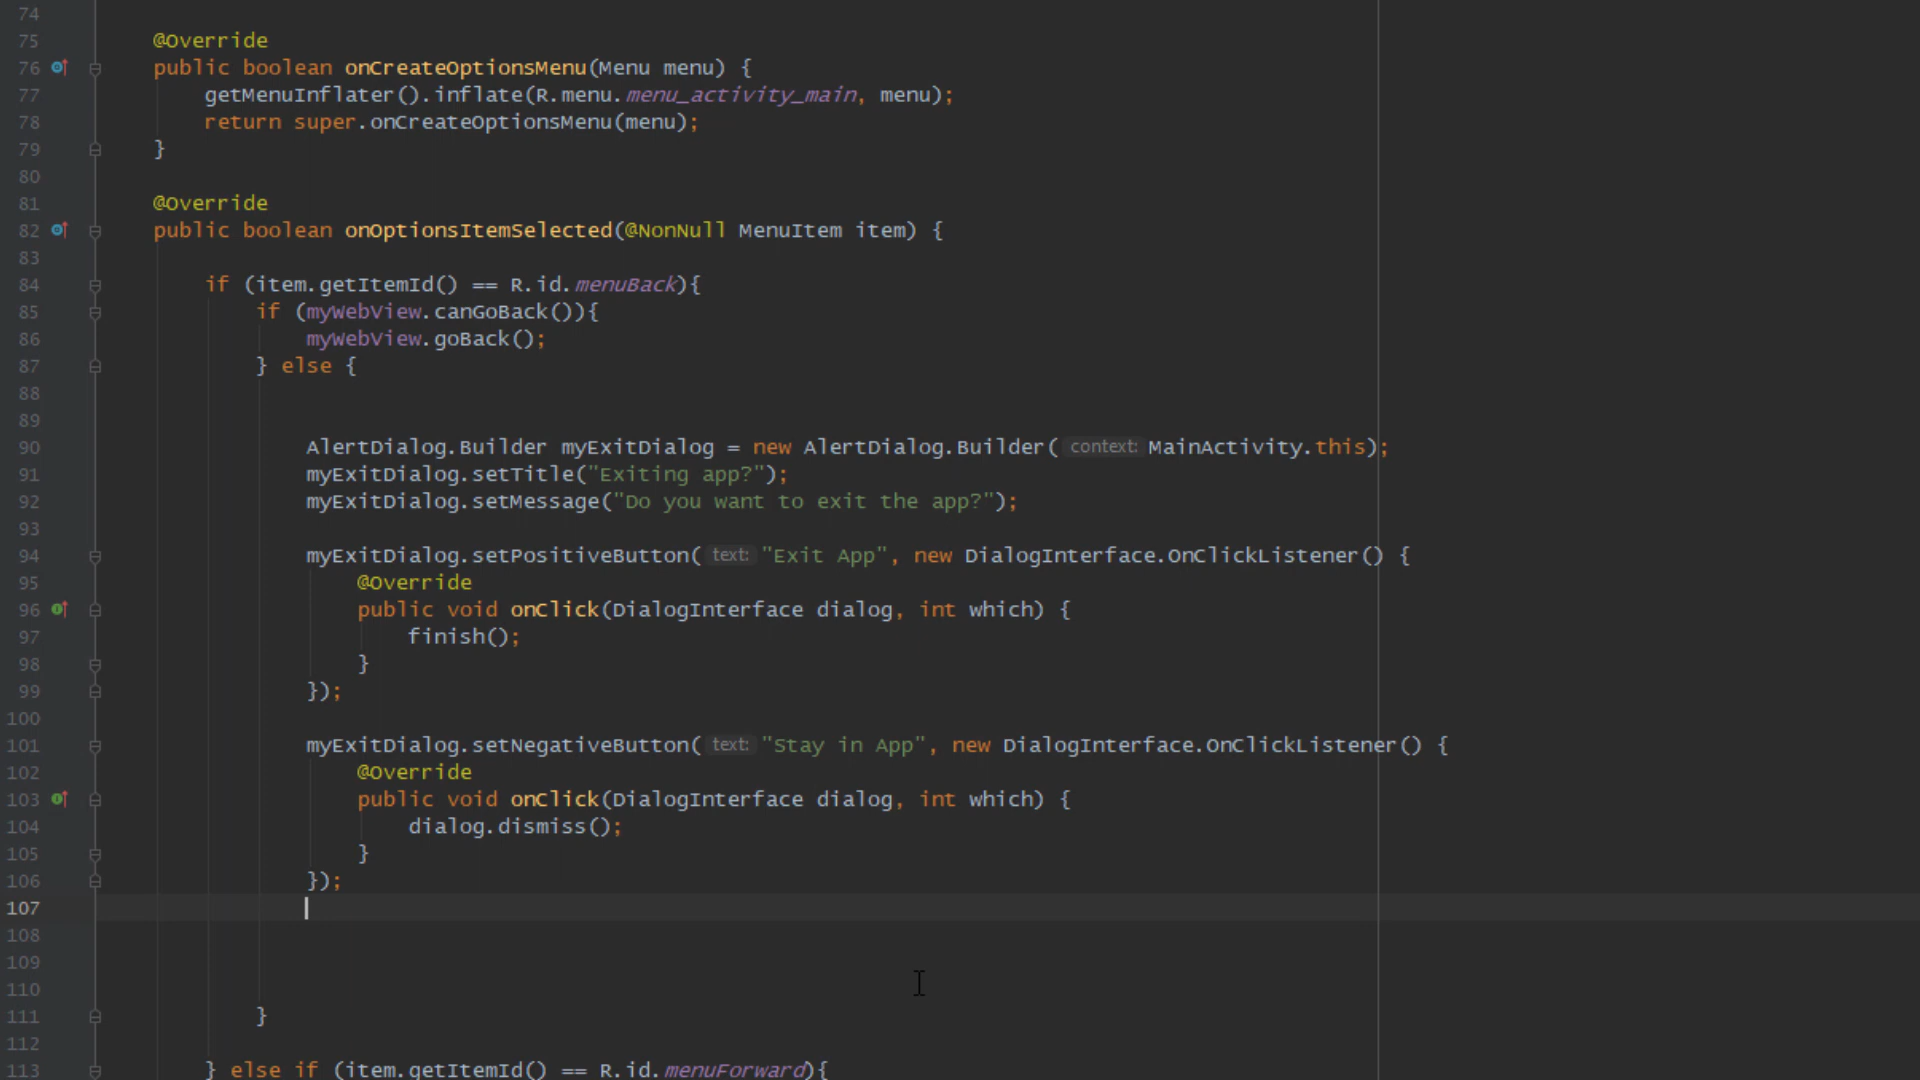 74
75 @Override
76 public boolean onCreateOptionsMenu(Menu menu) {
77 getMenuInflater().inflate(R.menu.menu_activity_main, menu);
78 return super.onCreateOptionsMenu(menu);
79 }
80
81 @Override
82 public boolean onOptionsItemSelected(@NonNull MenuItem item) {
83
84 if (item.getItemId() == R.id.menuBack){
85 if (myWebView.canGoBack()){
86 myWebView.goBack();
87 } else {
88
89
90 AlertDialog.Builder myExitDialog = new AlertDialog.Builder( context: MainActivity.this);
91 myExitDialog.setTitle("Exiting app?");
92 myExitDialog.setMessage("Do you want to exit the app?");
93
94 myExitDialog.setPositiveButton( text: "Exit App", new DialogInterface.OnClickListener() {
95 @Override
96 public void onClick(DialogInterface dialog, int which) {
97 finish();
98 }
99 });
100
101 myExitDialog.setNegativeButton( text: "Stay in App", new DialogInterface.OnClickListener() {
102 @Override
103 public void onClick(DialogInterface dialog, int which) {
104 dialog.dismiss();
105 }
106 });
107
108
109
110
111 }
112
113 } else if (item.getItemId() == R.id.menuForward){